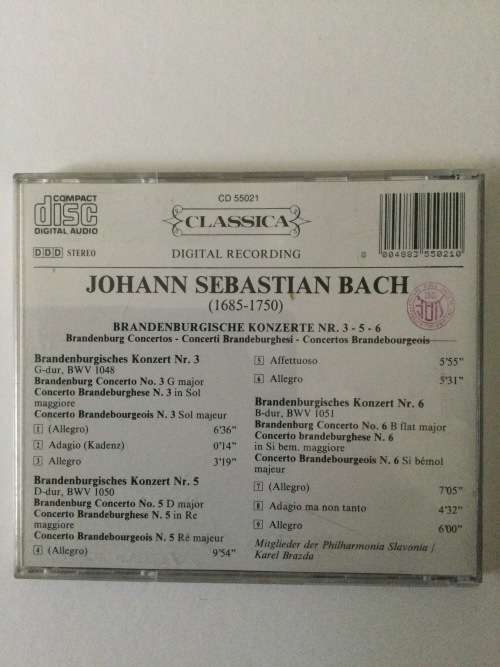 COMPACT
disc
DIGITAL AUDIO
DDD STEREO
CD 55021
CLASSICA
DIGITAL RECORDING
0 004883 550210
JOHANN SEBASTIAN BACH
(1685-1750)
BRANDENBURGISCHE KONZERTE NR. 3 - 5 - 6
Brandenburg Concertos - Concerti Brandeburghesi - Concertos Brandebourgeois
Brandenburgisches Konzert Nr. 3
G-dur, BWV 1048
Brandenburg Concerto No. 3 G major
Concerto Brandeburghese N. 3 in Sol
maggiore
Concerto Brandebourgeois N. 3 Sol majeur
1 (Allegro) 6'36"
2 Adagio (Kadenz) 0'14"
3 Allegro 3'19"
Brandenburgisches Konzert Nr. 5
D-dur, BWV 1050
Brandenburg Concerto No. 5 D major
Concerto Brandeburghese N. 5 in Re
maggiore
Concerto Brandebourgeois N. 5 Ré majeur
4 (Allegro) 9'54"
5 Affettuoso 5'55"
6 Allegro 5'31"
Brandenburgisches Konzert Nr. 6
B-dur, BWV 1051
Brandenburg Concerto No. 6 B flat major
Concerto brandeburghese N. 6
in Si bem. maggiore
Concerto Brandebourgeois N. 6 Si bémol
majeur
7 (Allegro) 7'05"
8 Adagio ma non tanto 4'32"
9 Allegro 6'00"
Mitglieder der Philharmonia Slavonia /
Karel Brazda